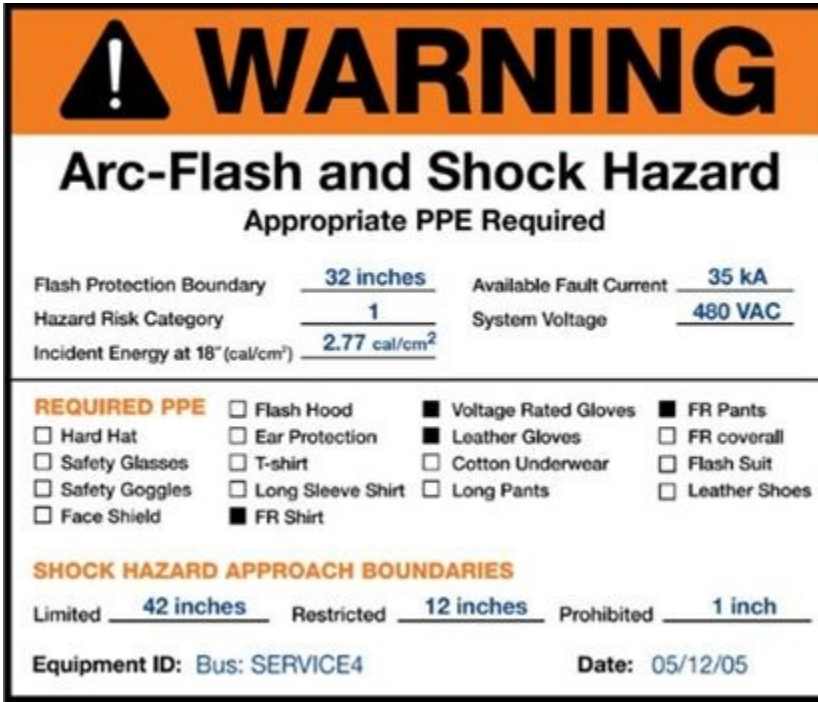 WARNING
Arc-Flash and Shock Hazard
Appropriate PPE Required
Flash Protection Boundary 32 inches Available Fault Current 35 kA
Hazard Risk Category 1 System Voltage 480 VAC
Incident Energy at 18" (cal/cm²) 2.77 cal/cm²
REQUIRED PPE ☐ Flash Hood ■ Voltage Rated Gloves ■ FR Pants
☐ Hard Hat ☐ Ear Protection ■ Leather Gloves ☐ FR coverall
☐ Safety Glasses ☐ T-shirt ☐ Cotton Underwear ☐ Flash Suit
☐ Safety Goggles ☐ Long Sleeve Shirt ☐ Long Pants ☐ Leather Shoes
☐ Face Shield ■ FR Shirt
SHOCK HAZARD APPROACH BOUNDARIES
Limited 42 inches Restricted 12 inches Prohibited 1 inch
Equipment ID: Bus: SERVICE4 Date: 05/12/05